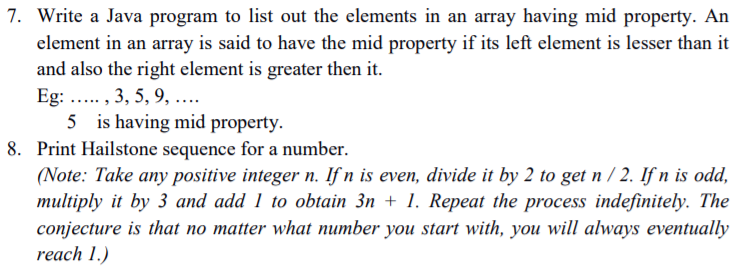 7. Write a Java program to list out the elements in an array having mid property. An
element in an array is said to have the mid property if its left element is lesser than it
and also the right element is greater then it.
Eg: ..... , 3, 5, 9, ....
5 is having mid property.
8. Print Hailstone sequence for a number.
(Note: Take any positive integer n. If n is even, divide it by 2 to get n / 2. If n is odd,
multiply it by 3 and add 1 to obtain 3n + 1. Repeat the process indefinitely. The
conjecture is that no matter what number you start with, you will always eventually
reach 1.)